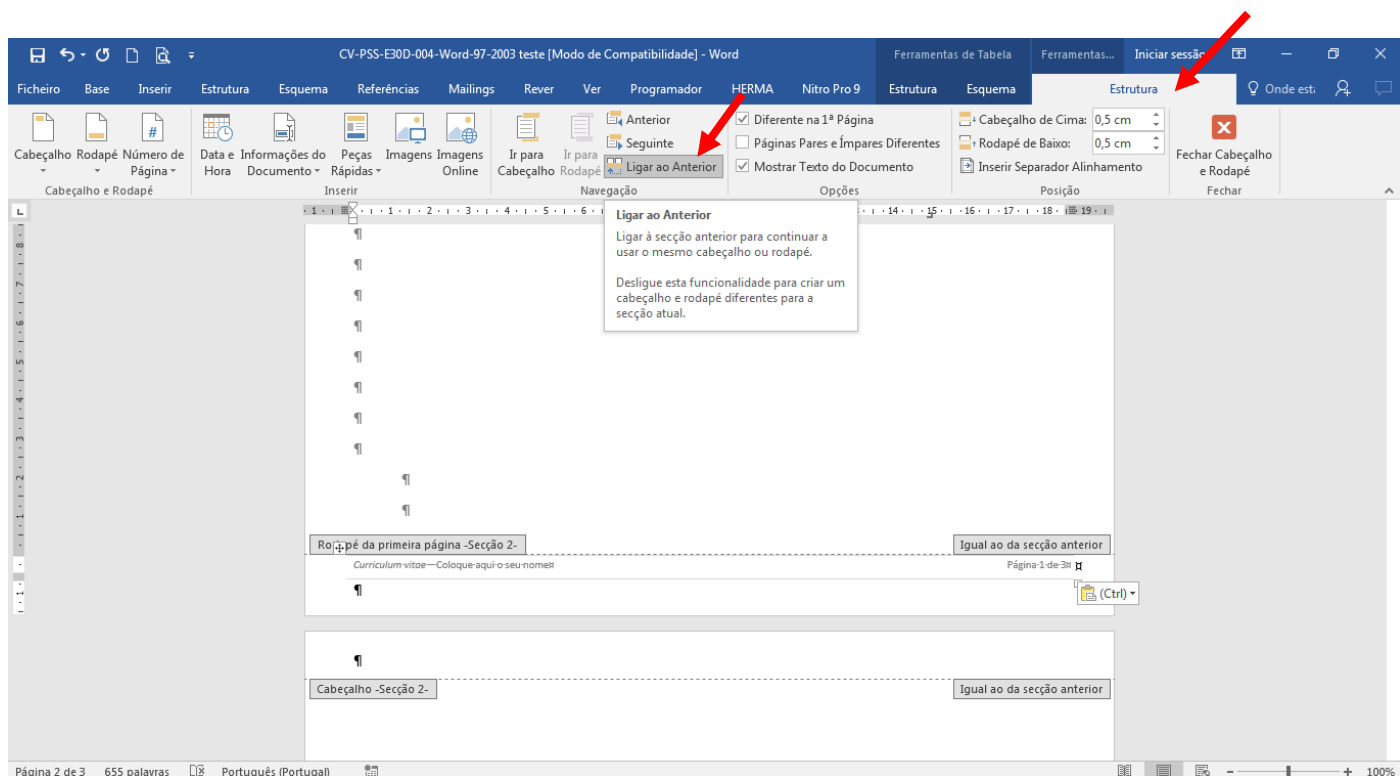 CV-PSS-E30D-004-Word-97-2003 teste [Modo de Compatibilidade] - Word
Ferramentas de Tabela
Ferramentas...
Iniciar sessão
Ficheiro Base Inserir Estrutura Esquema Referências Mailings Rever Ver Programador HERMA Nitro Pro 9 Estrutura Esquema Estrutura Onde est
Cabeçalho Rodapé Número de Página
Cabeçalho e Rodapé
Data e Hora
Informações do Documento
Peças Rápidas
Imagens
Imagens Online
Inserir
Ir para Cabeçalho
Ir para Rodapé
Anterior
Seguinte
Ligar ao Anterior
Navegação
Diferente na 1ª Página
Páginas Pares e Ímpares Diferentes
Mostrar Texto do Documento
Opções
Cabeçalho de Cima: 0,5 cm
Rodapé de Baixo: 0,5 cm
Inserir Separador Alinhamento
Posição
Fechar Cabeçalho e Rodapé
Fechar
Ligar ao Anterior
Ligar à secção anterior para continuar a
usar o mesmo cabeçalho ou rodapé.
Desligue esta funcionalidade para criar um
cabeçalho e rodapé diferentes para a
secção atual.
Rodapé da primeira página -Secção 2-
Igual ao da secção anterior
Curriculum·vitae—Coloque·aqui·o·seu·nome¤
Página·1·de·3¤ ¤
¶
(Ctrl)
¶
Cabeçalho -Secção 2-
Igual ao da secção anterior
Página 2 de 3 655 palavras Português (Portugal) 100%